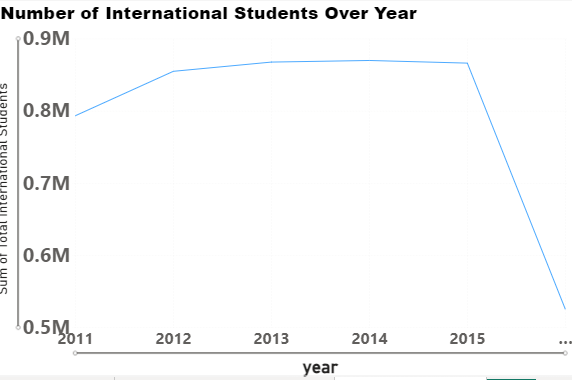 Number of International Students Over Year
Sum of Total International Students
0.9M
0.8M
0.7M
0.6M
0.5M
2011 2012 2013 2014 2015 ...
year